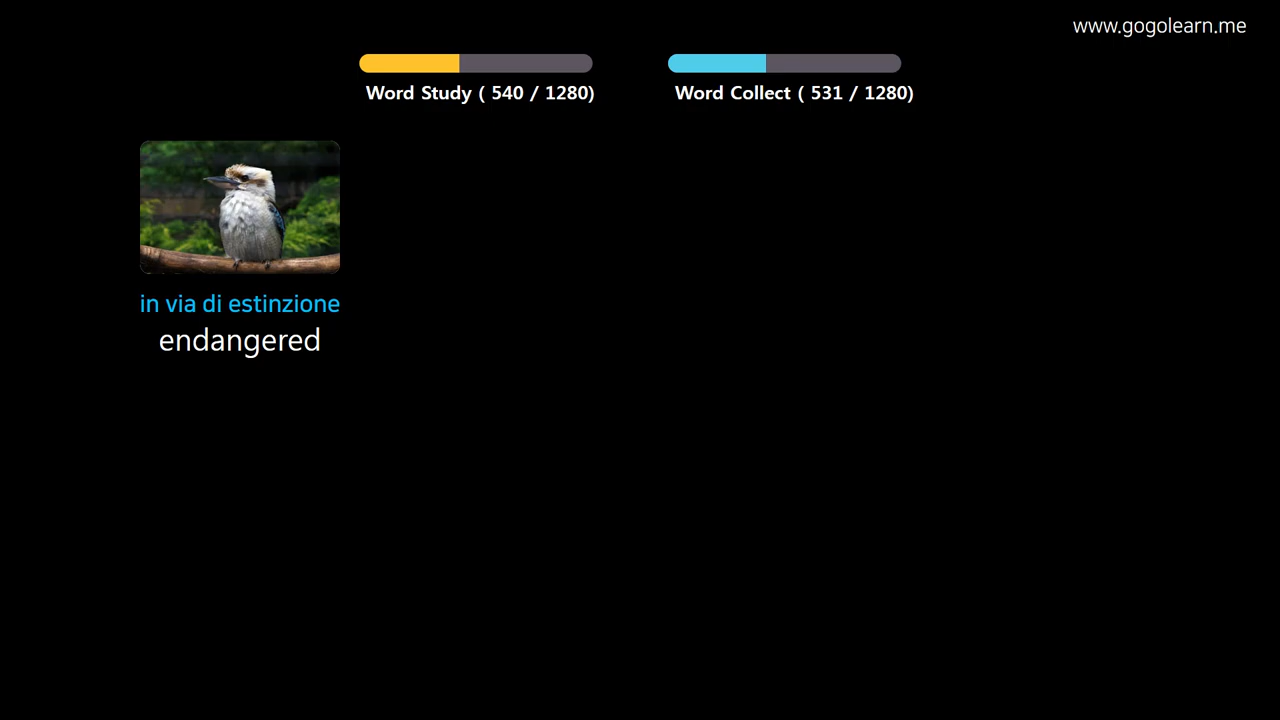 www.gogolearn.me
Word Study ( 540 / 1280)
Word Collect ( 531 / 1280)
in via di estinzione
endangered